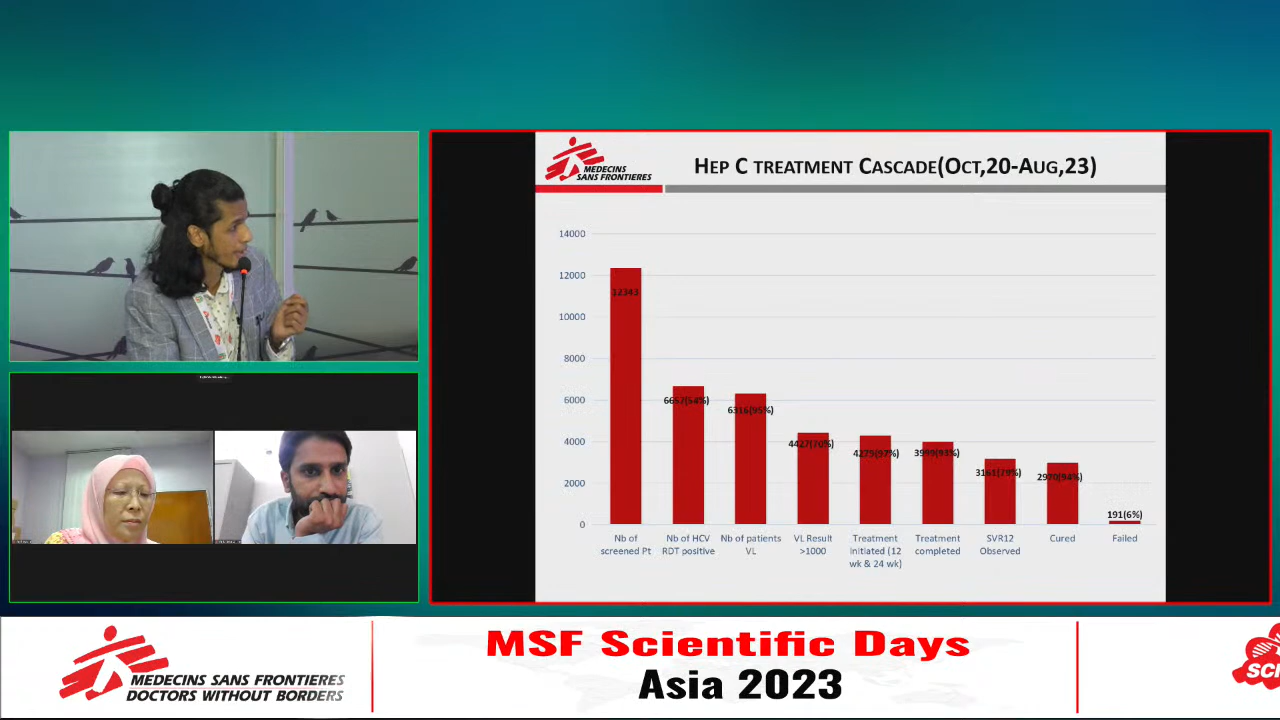 MEDECINS
SANS FRONTIERES
HEP C TREATMENT CASCADE(OCT,20-AUG,23)
14000
12000
10000
8000
6000
4000
2000
0
12343
6657(54%)
6316(95%)
4427(70%)
4279(97%)
3999(93%)
3161(79%)
2970(94%)
191(6%)
Nb of
screened Pt
Nb of HCV
RDT positive
Nb of patients
VL
VL Result
>1000
Treatment
initiated (12
wk & 24 wk)
Treatment
completed
SVR12
Observed
Cured
Failed
MEDECINS SANS FRONTIERES
DOCTORS WITHOUT BORDERS
MSF Scientific Days
Asia 2023